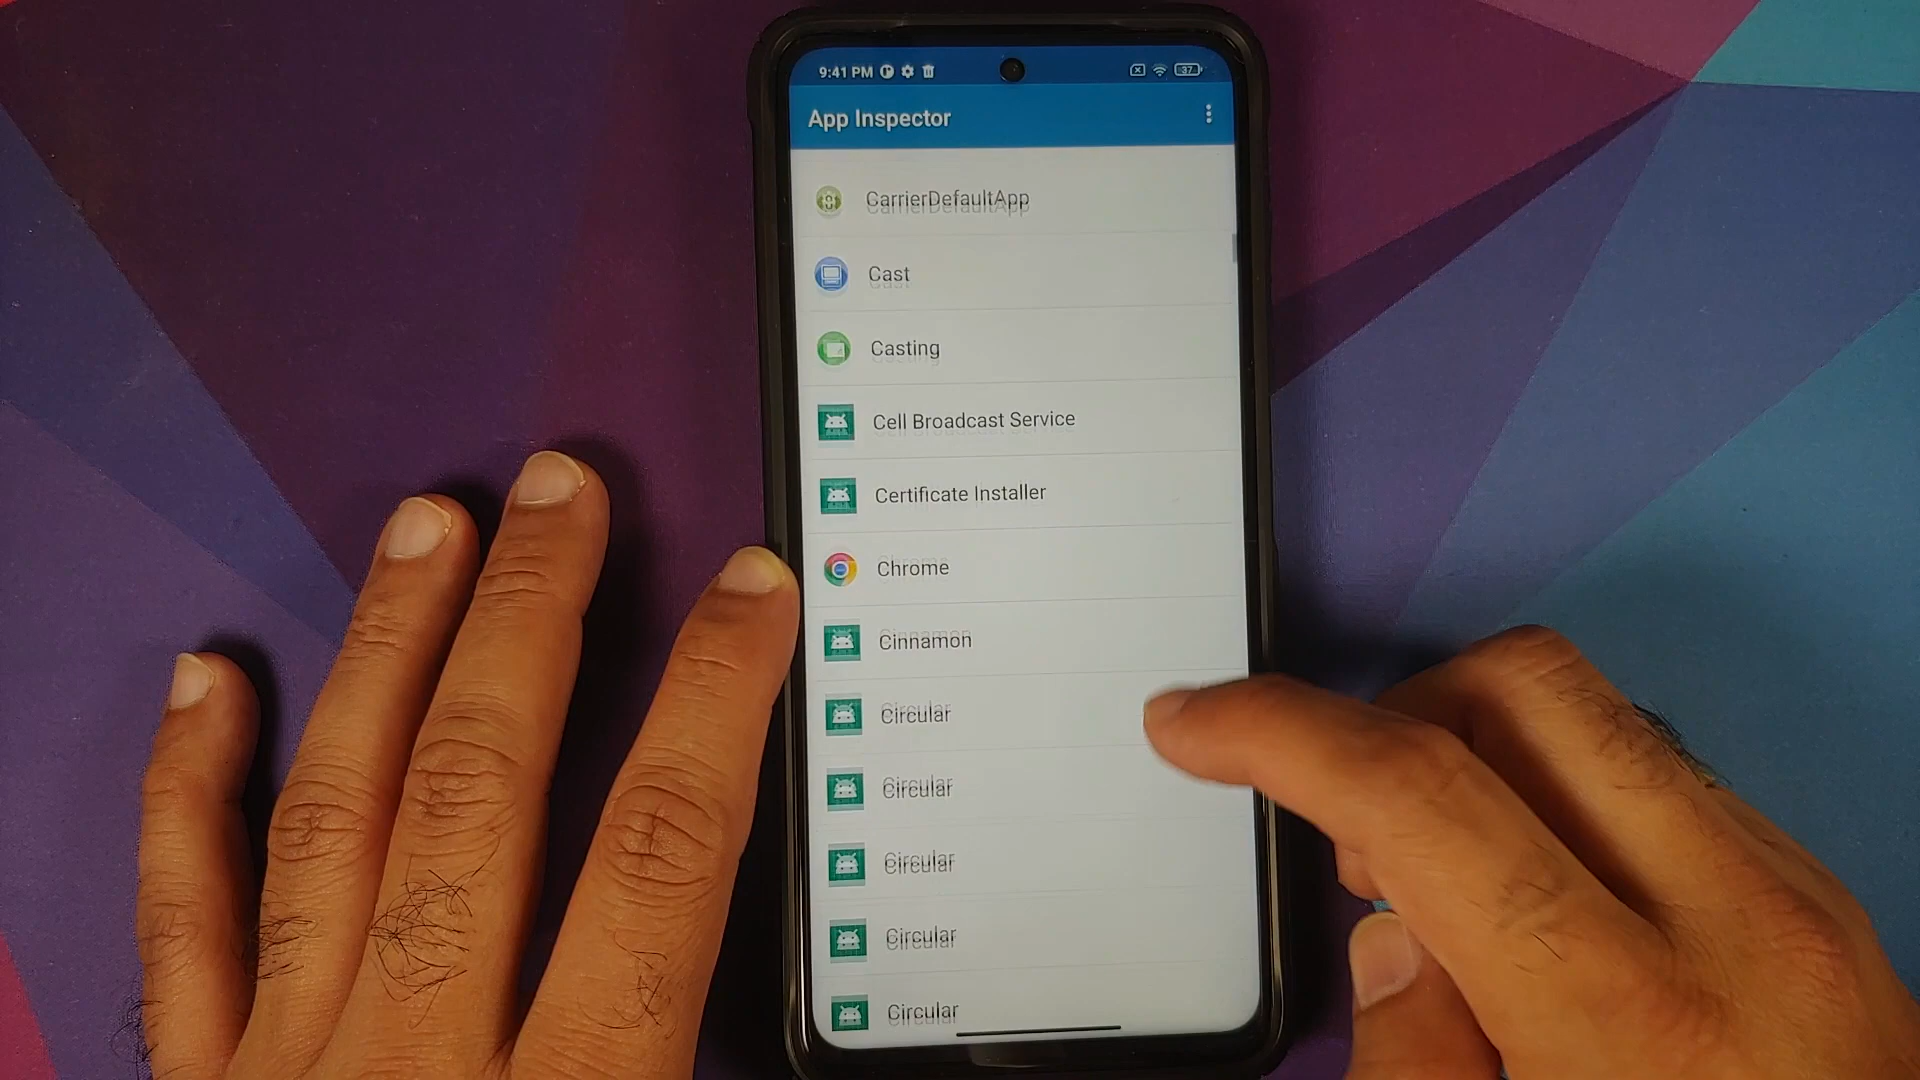 9:41 PM
37
App Inspector
CarrierDefaultApp
Cast
Casting
Cell Broadcast Service
Certificate Installer
Chrome
Cinnamon
Circular
Circular
Circular
Circular
Circular